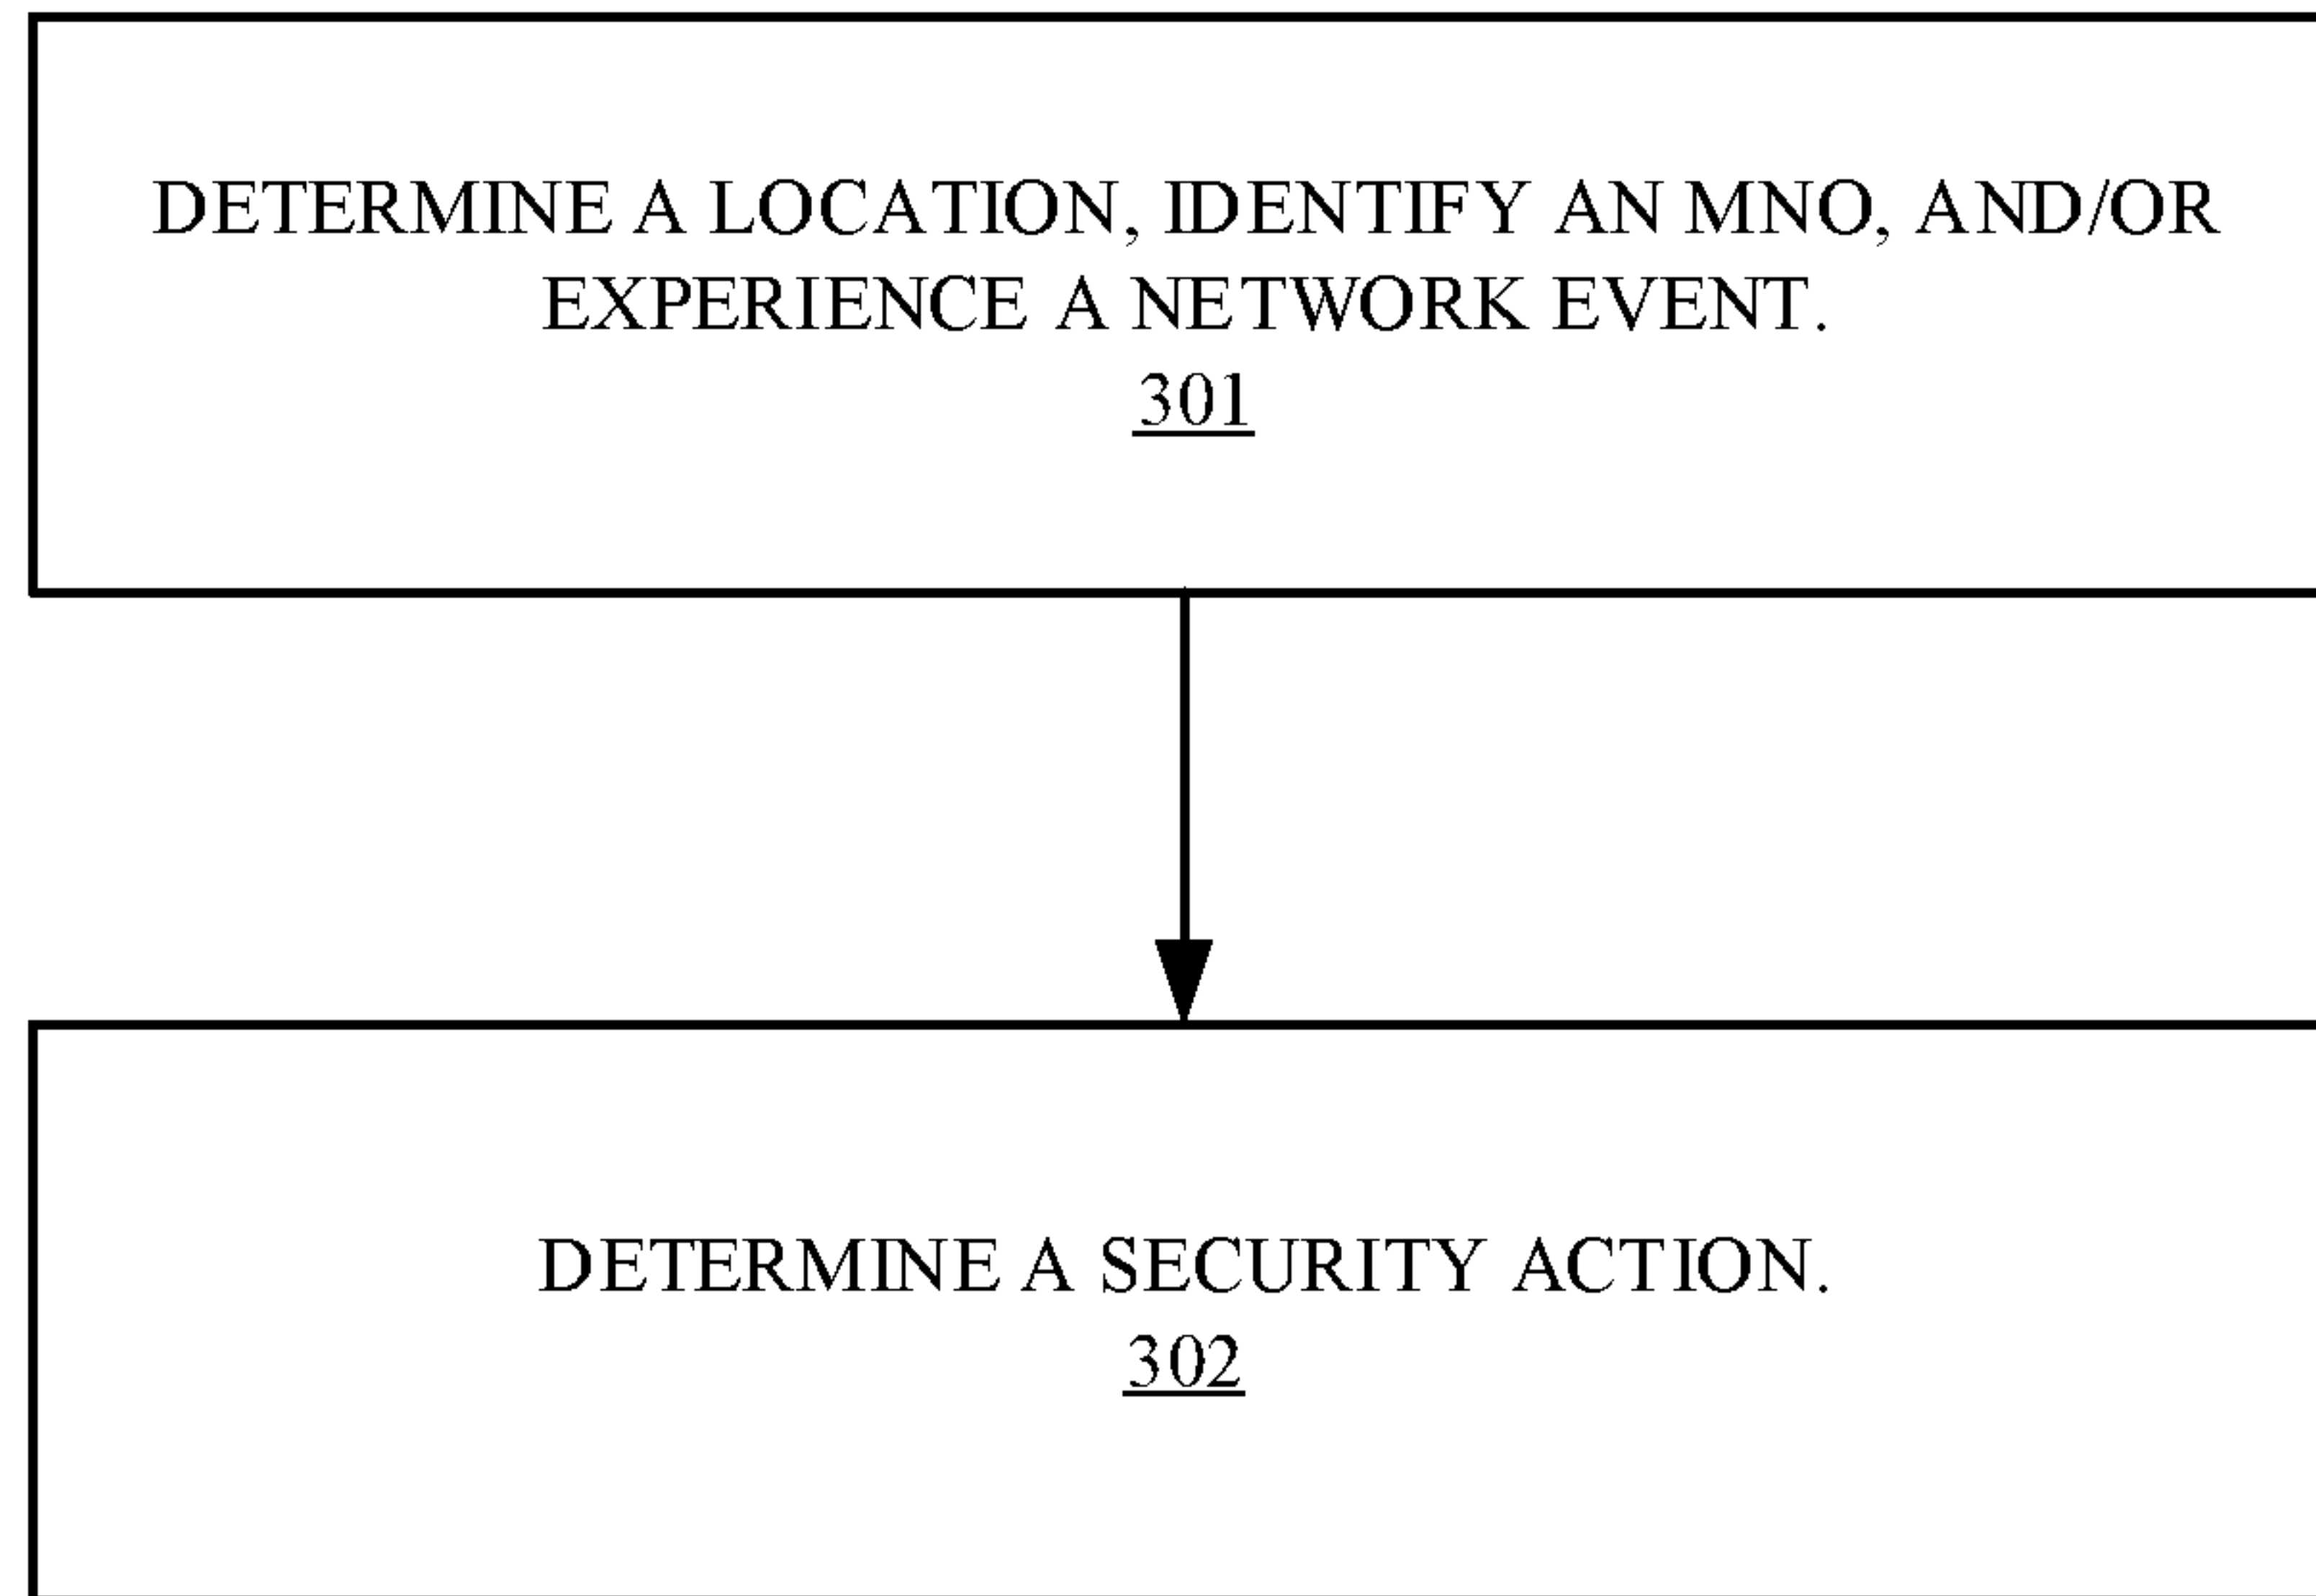 DETERMINE A LOCATION, IDENTIFY AN MNO, AND/OR
EXPERIENCE A NETWORK EVENT.
301
DETERMINE A SECURITY ACTION.
302